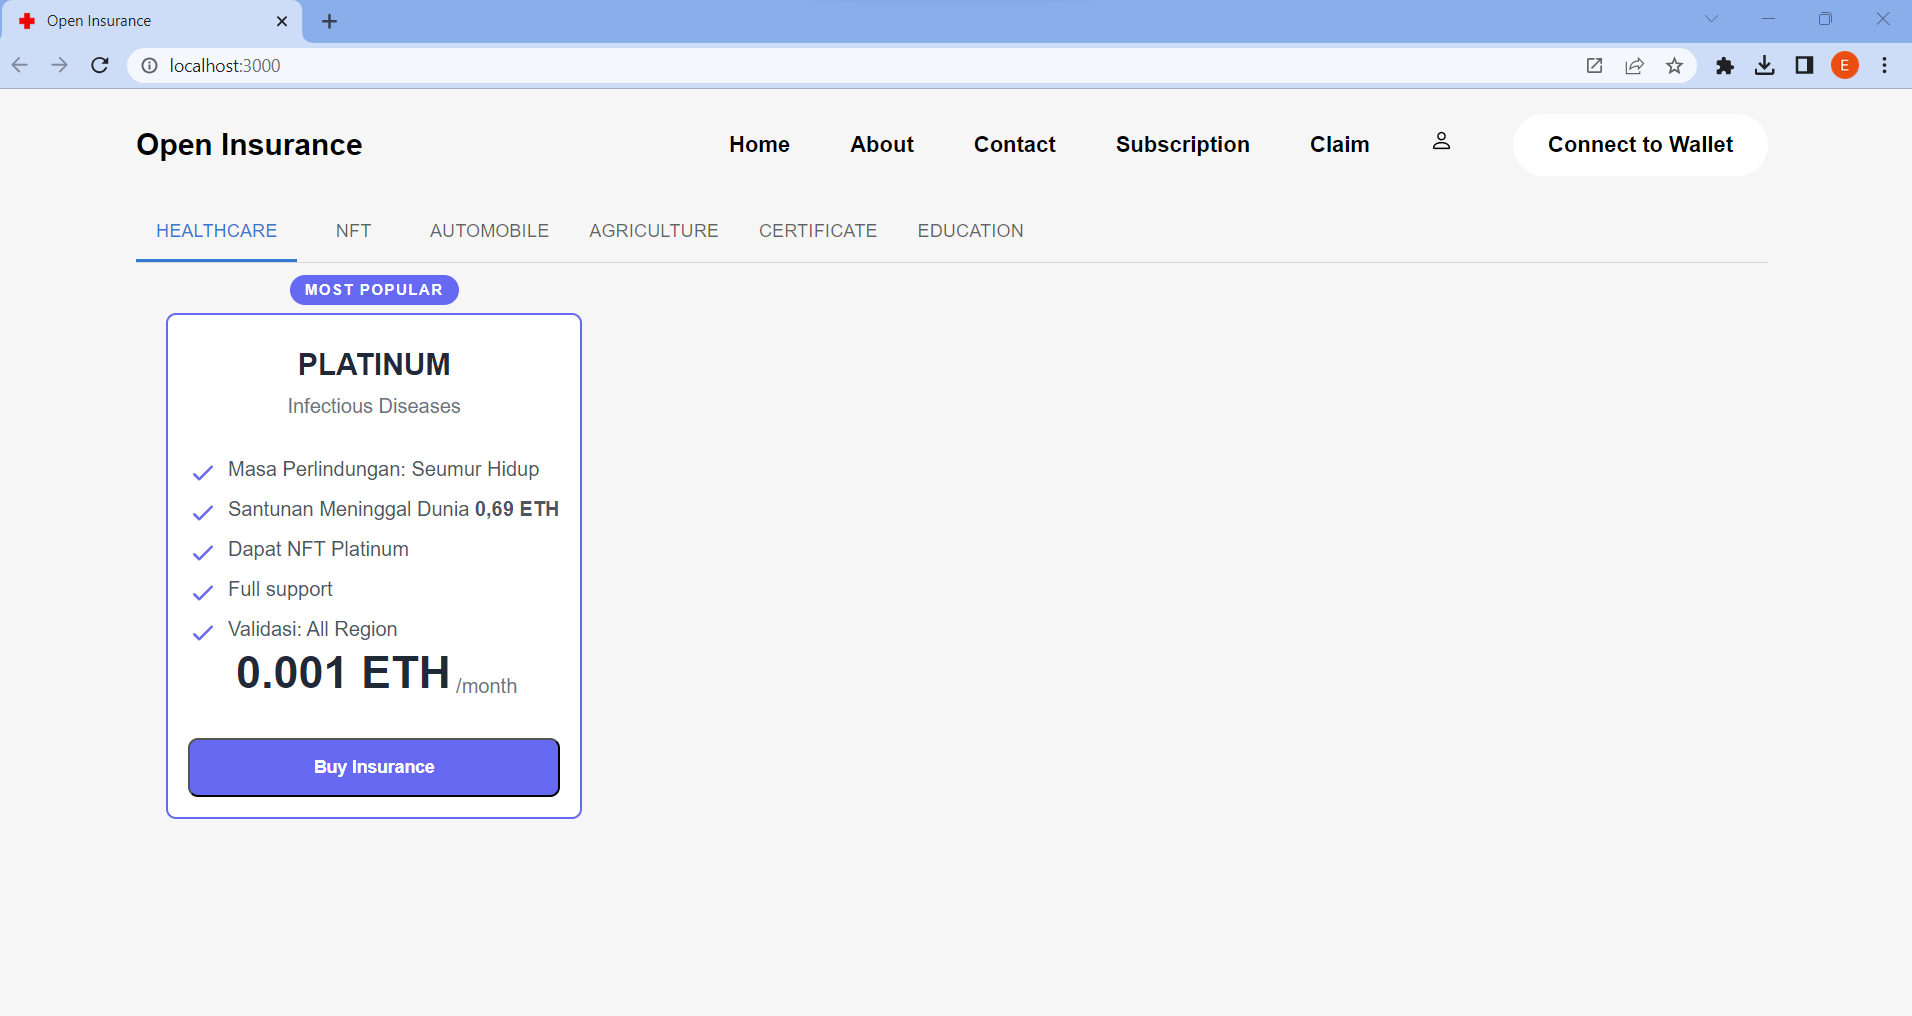 Open Insurance
localhost:3000
E
Open Insurance
Home
About
Contact
Subscription
Claim
Connect to Wallet
HEALTHCARE
NFT
AUTOMOBILE
AGRICULTURE
CERTIFICATE
EDUCATION
MOST POPULAR
PLATINUM
Infectious Diseases
Masa Perlindungan: Seumur Hidup
Santunan Meninggal Dunia 0,69 ETH
Dapat NFT Platinum
Full support
Validasi: All Region
0.001 ETH /month
Buy Insurance